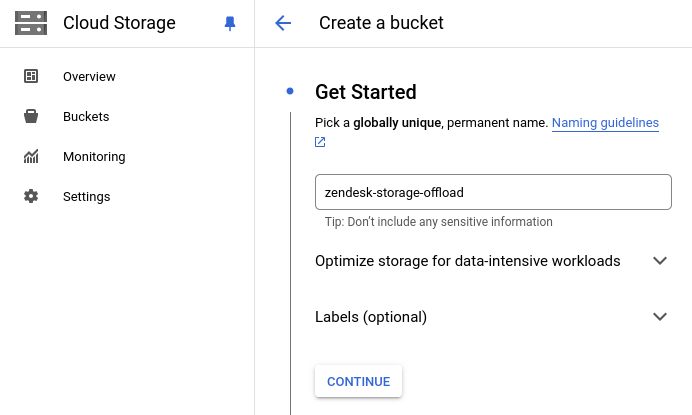 Cloud Storage
Create a bucket
Overview
Buckets
Monitoring
Settings
Get Started
Pick a globally unique, permanent name. Naming guidelines
zendesk-storage-offload
Tip: Don’t include any sensitive information
Optimize storage for data-intensive workloads
Labels (optional)
CONTINUE